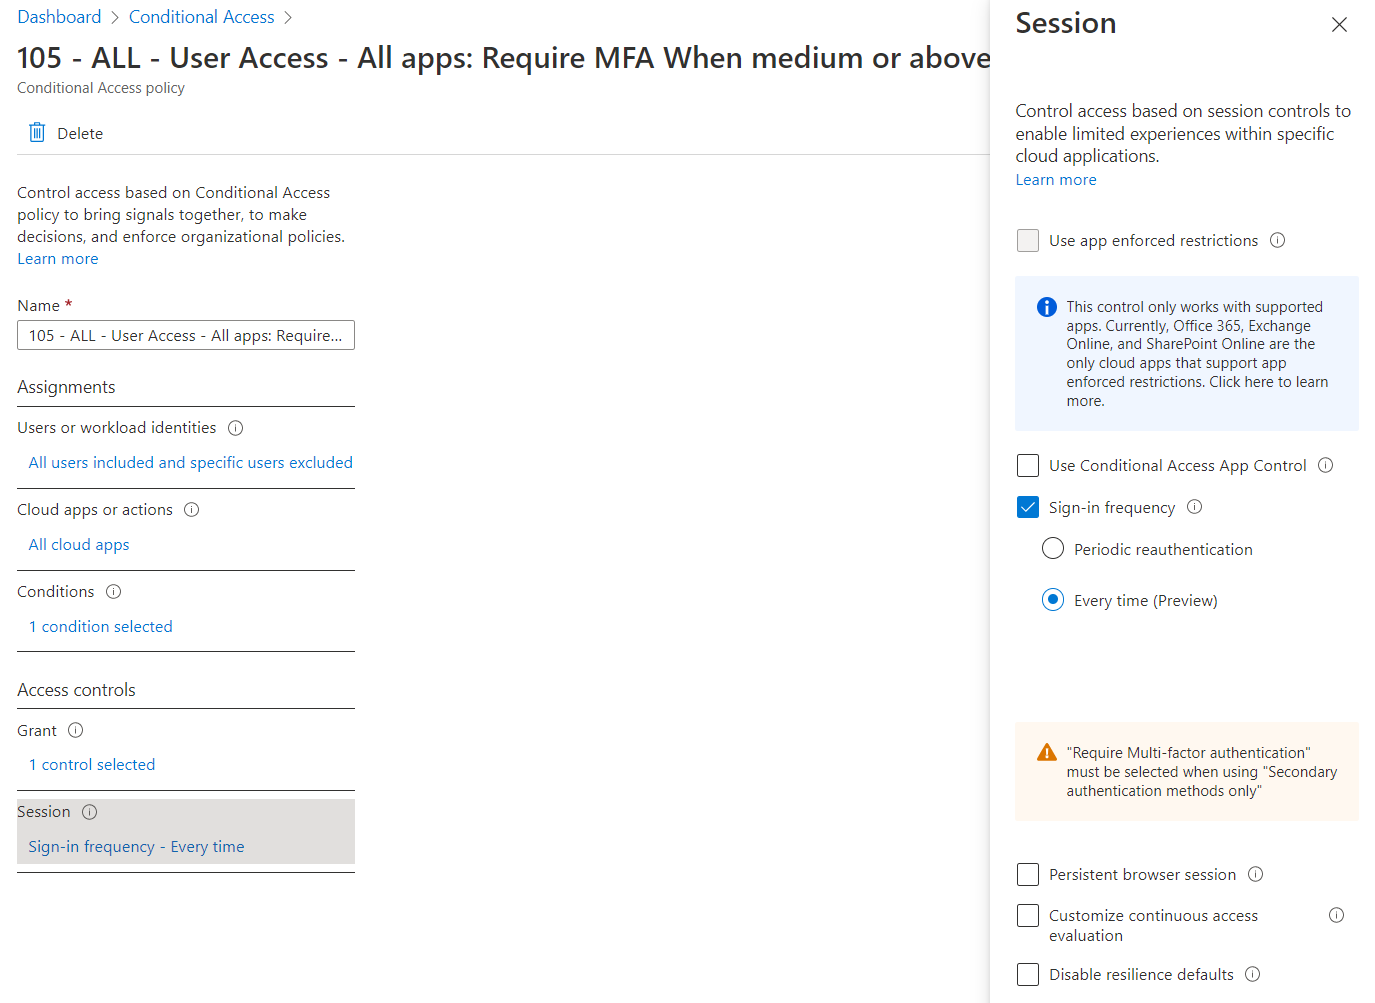 Dashboard > Conditional Access >
105 - ALL - User Access - All apps: Require MFA When medium or above
Conditional Access policy
Delete
Control access based on Conditional Access
policy to bring signals together, to make
decisions, and enforce organizational policies.
Learn more
Name *
105 - ALL - User Access - All apps: Require...
Assignments
Users or workload identities
All users included and specific users excluded
Cloud apps or actions
All cloud apps
Conditions
1 condition selected
Access controls
Grant
1 control selected
Session
Sign-in frequency - Every time
Session
Control access based on session controls to
enable limited experiences within specific
cloud applications.
Learn more
Use app enforced restrictions
This control only works with supported
apps. Currently, Office 365, Exchange
Online, and SharePoint Online are the
only cloud apps that support app
enforced restrictions. Click here to learn
more.
Use Conditional Access App Control
Sign-in frequency
Periodic reauthentication
Every time (Preview)
"Require Multi-factor authentication"
must be selected when using "Secondary
authentication methods only"
Persistent browser session
Customize continuous access
evaluation
Disable resilience defaults